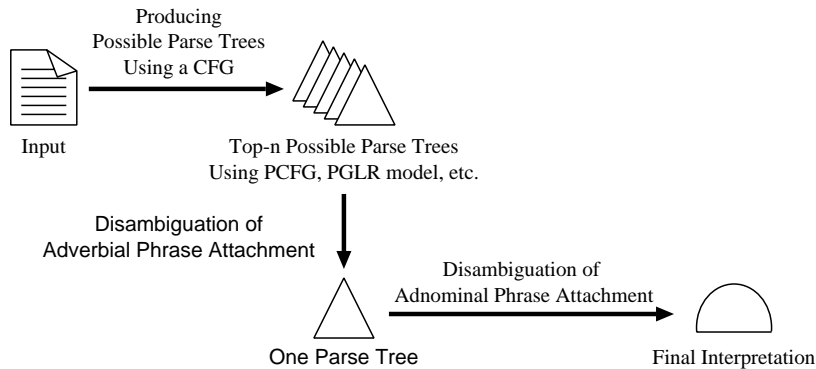 Producing
Possible Parse Trees
Using a CFG
Input
Top-n Possible Parse Trees
Using PCFG, PGLR model, etc.
Disambiguation of
Adverbial Phrase Attachment
Disambiguation of
Adnominal Phrase Attachment
One Parse Tree
Final Interpretation